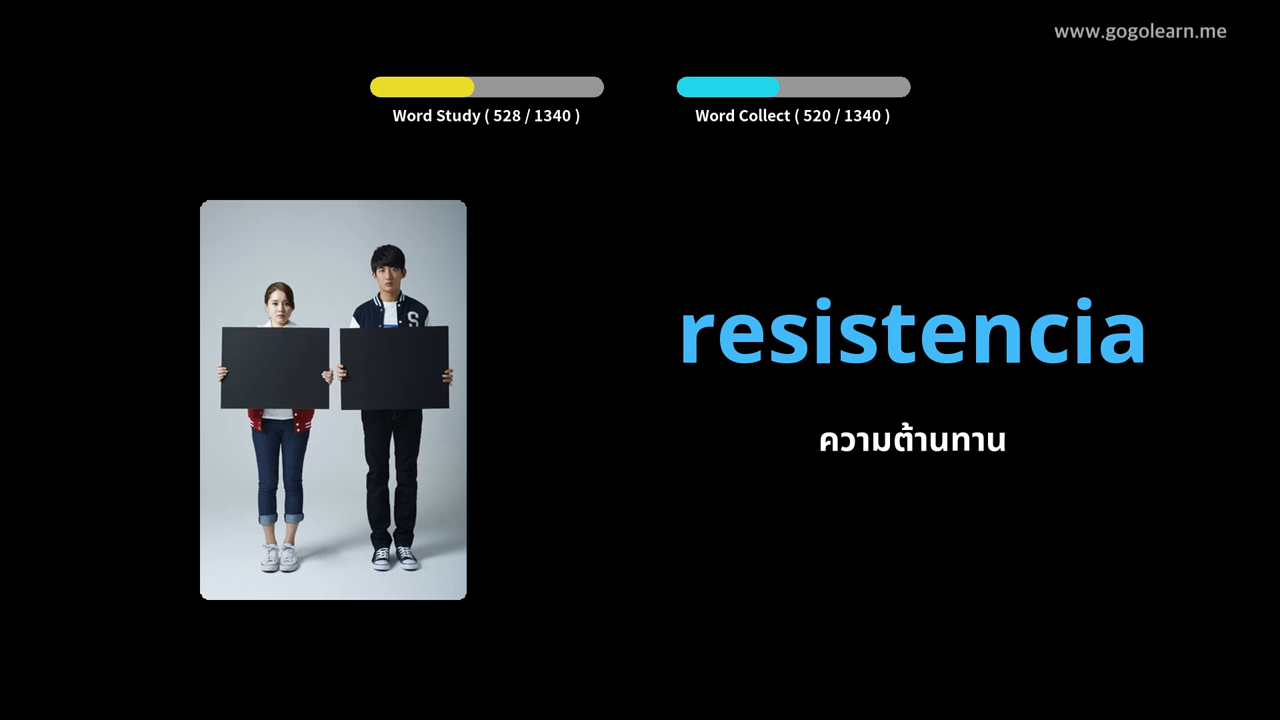 www.gogolearn.me
Word Study ( 528 / 1340 )
Word Collect ( 520 / 1340 )
S
resistencia
ความต้านทาน